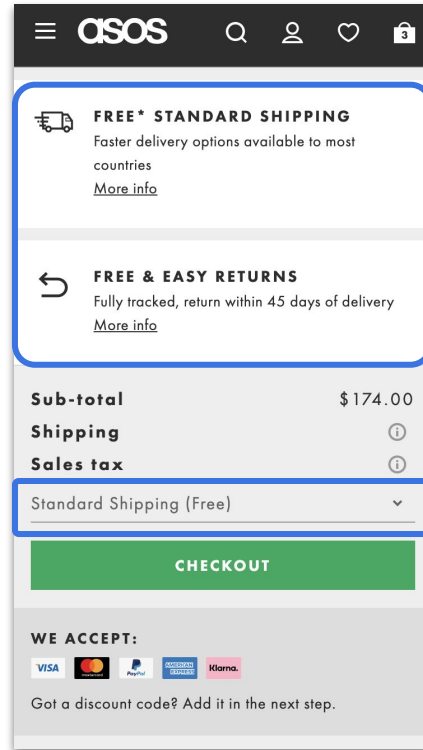 asos
3
FREE* STANDARD SHIPPING
Faster delivery options available to most
countries
More info
FREE & EASY RETURNS
Fully tracked, return within 45 days of delivery
More info
Sub-total $174.00
Shipping
Sales tax
Standard Shipping (Free)
CHECKOUT
WE ACCEPT:
VISA mastercard PayPal AMERICAN EXPRESS Klarna.
Got a discount code? Add it in the next step.